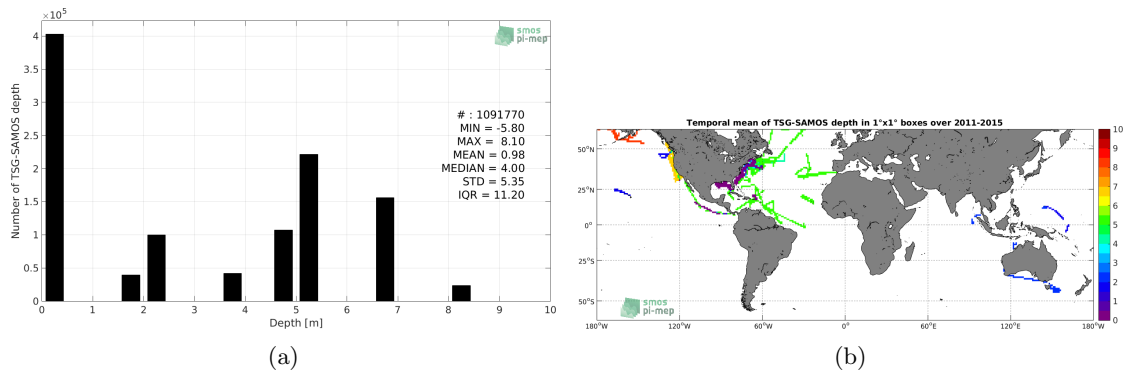 ×10⁵
4
3.5
3
2.5
2
1.5
1
0.5
0
Number of TSG-SAMOS depth
smos
pi-mep
# : 1091770
MIN = -5.80
MAX = 8.10
MEAN = 0.98
MEDIAN = 4.00
STD = 5.35
IQR = 11.20
0 1 2 3 4 5 6 7 8 9 10
Depth [m]
(a)
Temporal mean of TSG-SAMOS depth in 1°x1° boxes over 2011-2015
50°N
25°N
0°
25°S
50°S
smos
pi-mep
180°W 120°W 60°W 0° 60°E 120°E 180°W
10
9
8
7
6
5
4
3
2
1
0
(b)